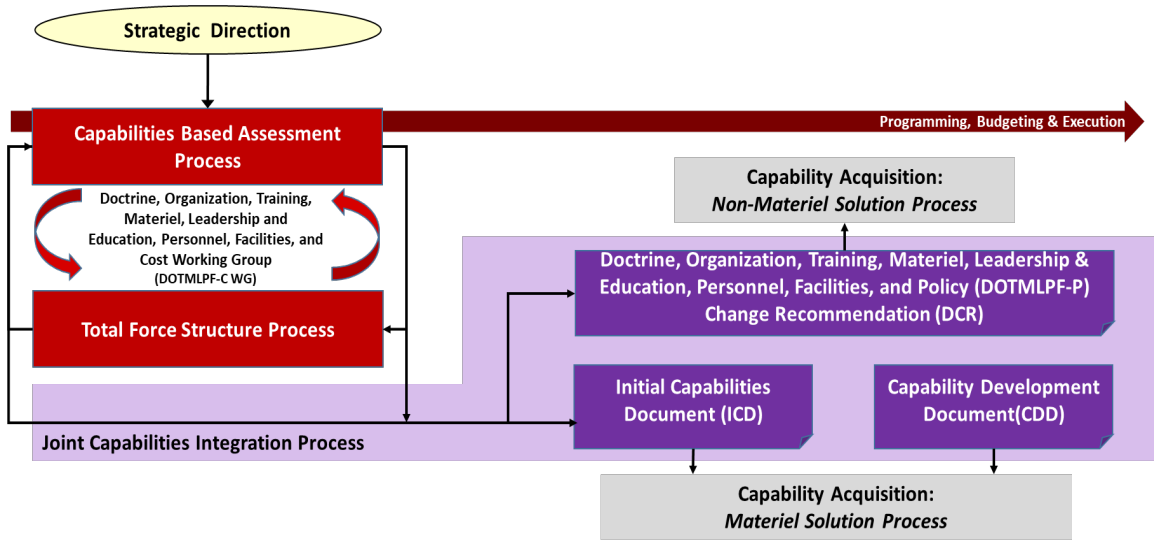 Strategic Direction
Programming, Budgeting & Execution
Capabilities Based Assessment
Process
Doctrine, Organization, Training,
Materiel, Leadership and
Education, Personnel, Facilities, and
Cost Working Group
(DOTMLPF-C WG)
Total Force Structure Process
Capability Acquisition:
Non-Materiel Solution Process
Doctrine, Organization, Training, Materiel, Leadership &
Education, Personnel, Facilities, and Policy (DOTMLPF-P)
Change Recommendation (DCR)
Initial Capabilities
Document (ICD)
Capability Development
Document(CDD)
Joint Capabilities Integration Process
Capability Acquisition:
Materiel Solution Process